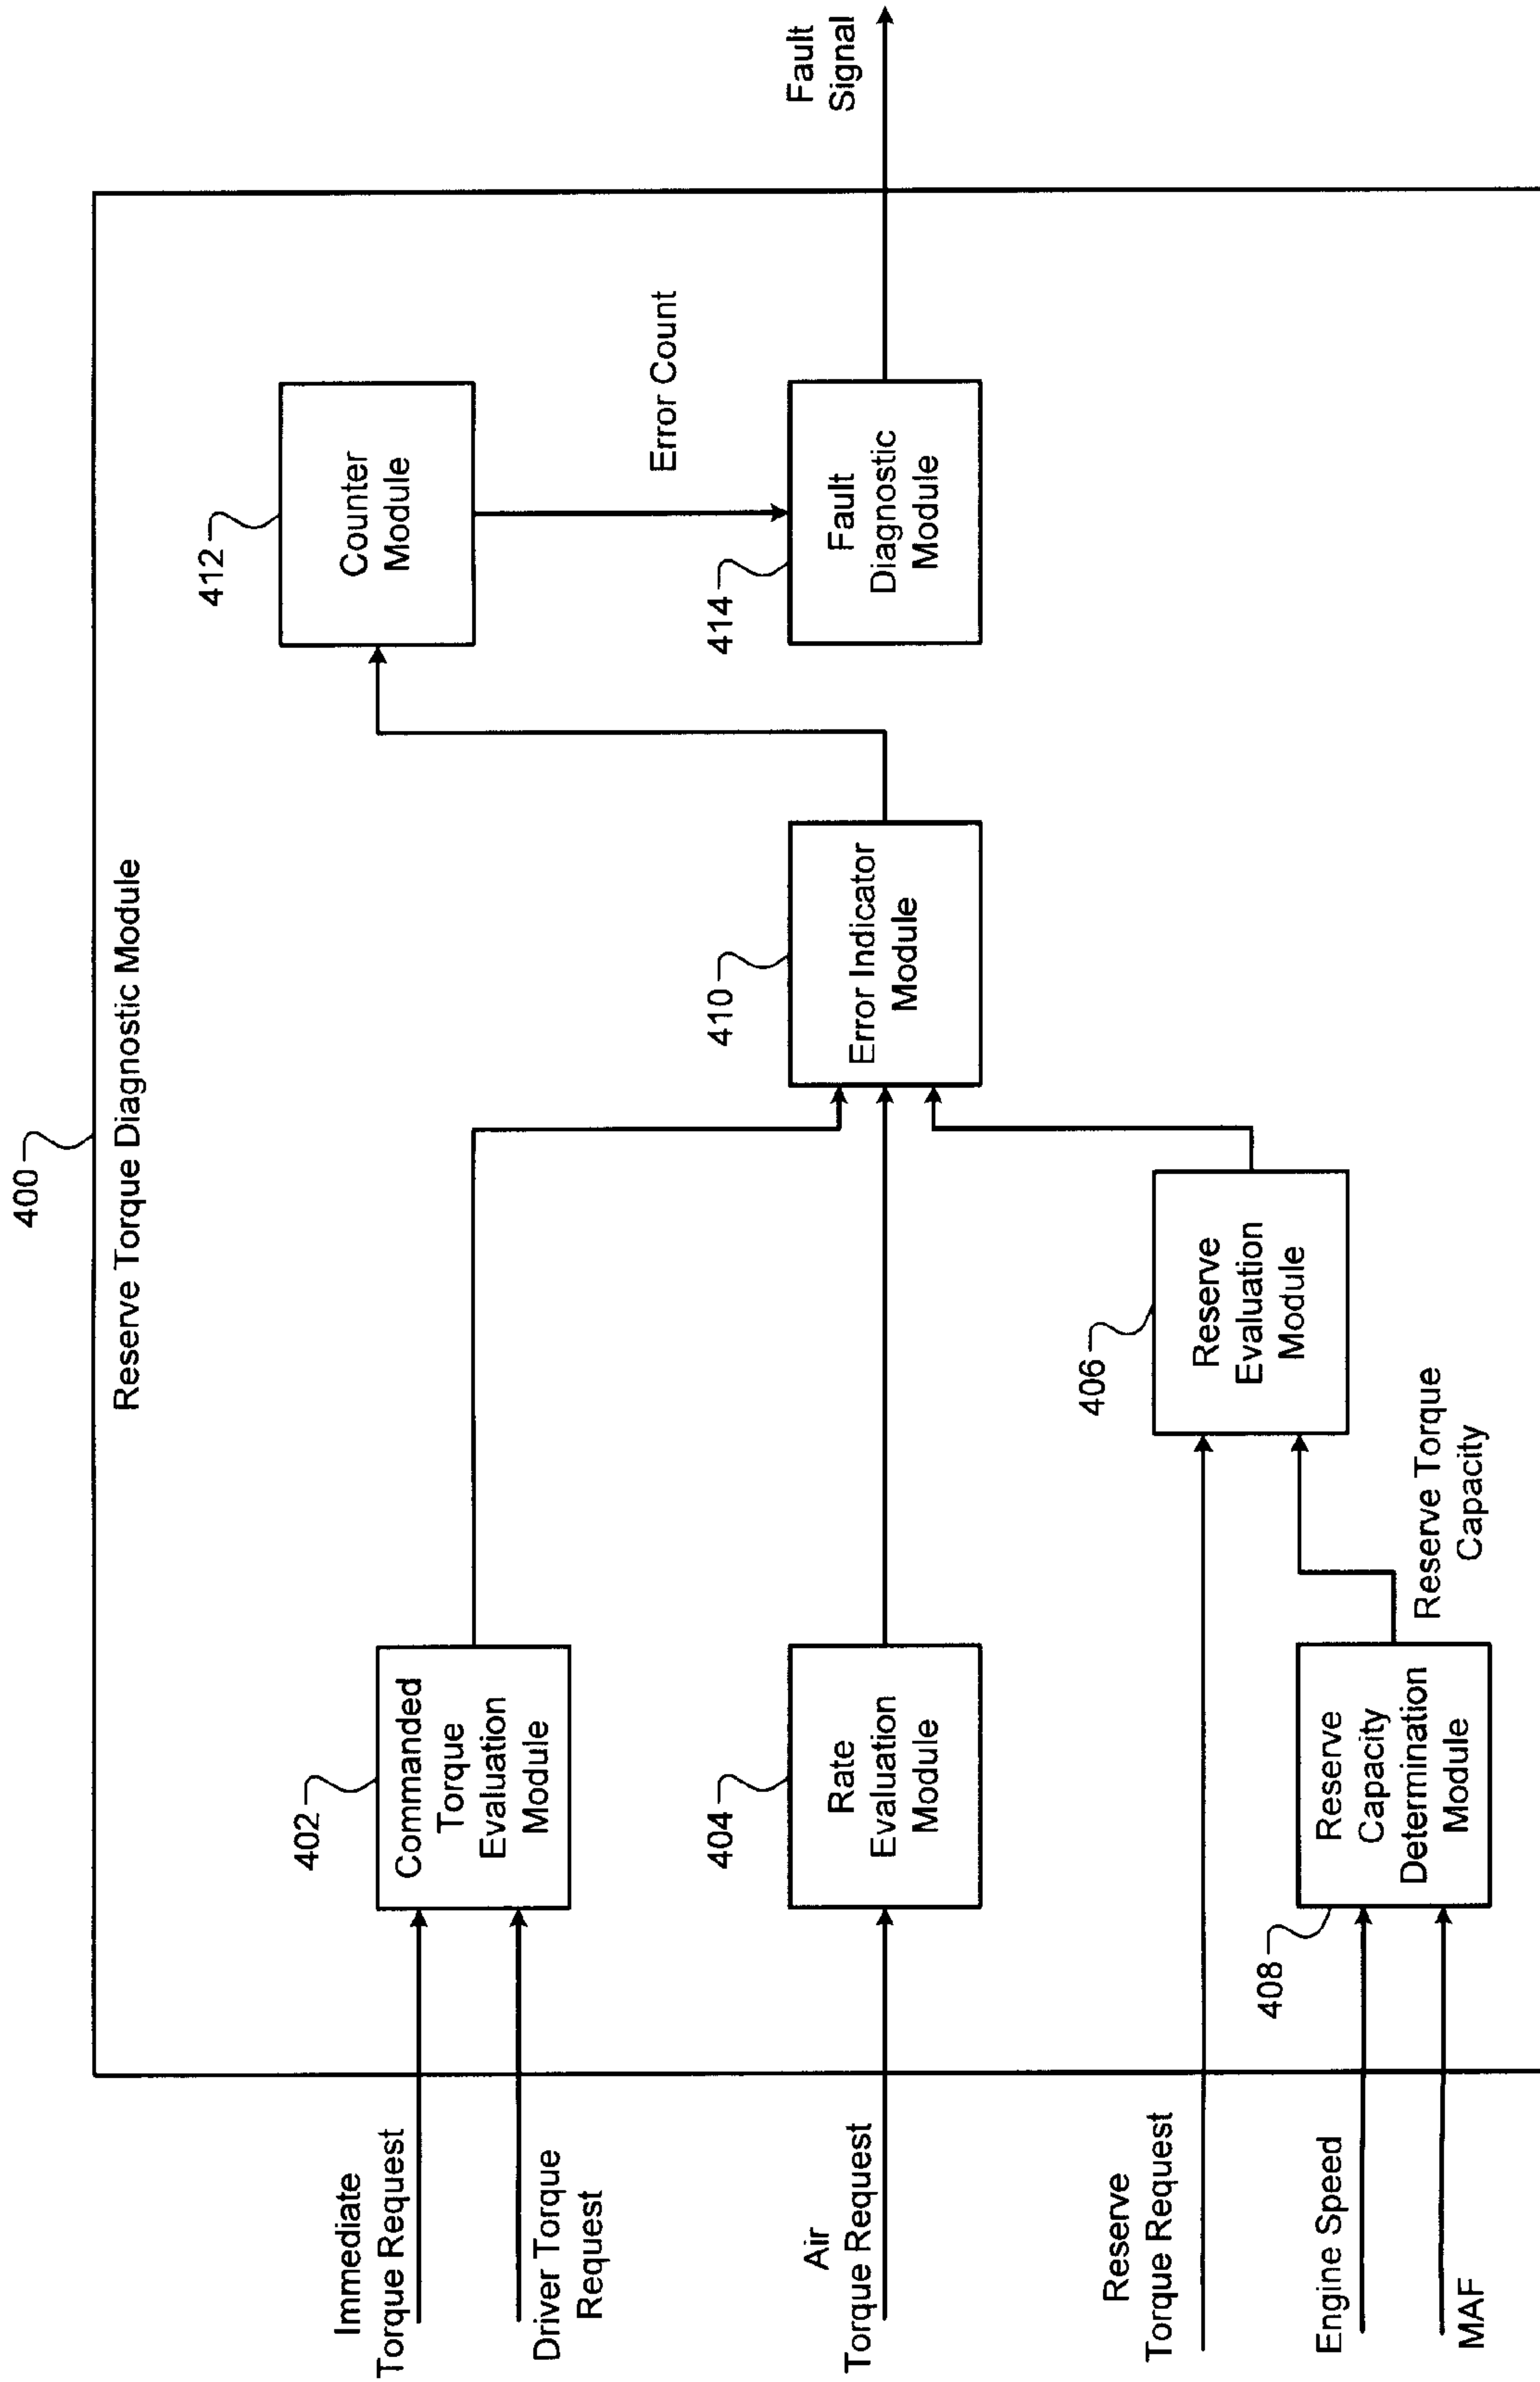 400
Reserve Torque Diagnostic Module
Immediate
Torque Request
Driver Torque
Request
402
Commanded
Torque
Evaluation
Module
Air
Torque Request
404
Rate
Evaluation
Module
Reserve
Torque Request
Engine Speed
MAF
408
Reserve
Capacity
Determination
Module
Reserve Torque
Capacity
406
Reserve
Evaluation
Module
410
Error Indicator
Module
412
Counter
Module
Error Count
414
Fault
Diagnostic
Module
Fault
Signal